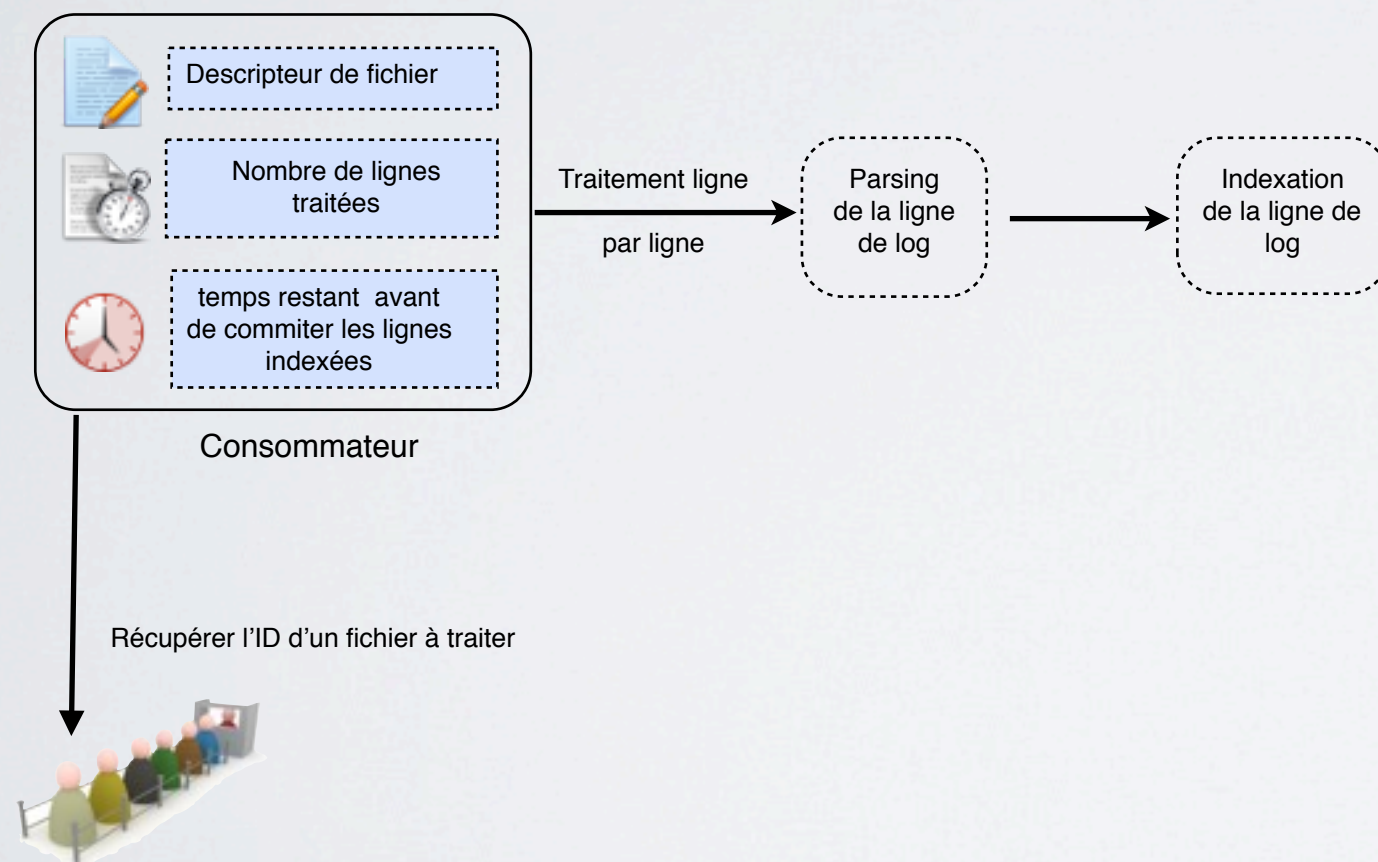 Descripteur de fichier
Nombre de lignes
traitées
temps restant  avant
de commiter les lignes
indexées
Consommateur
Traitement ligne
par ligne
Parsing
de la ligne
de log
Indexation
de la ligne de
log
Récupérer l’ID d’un fichier à traiter